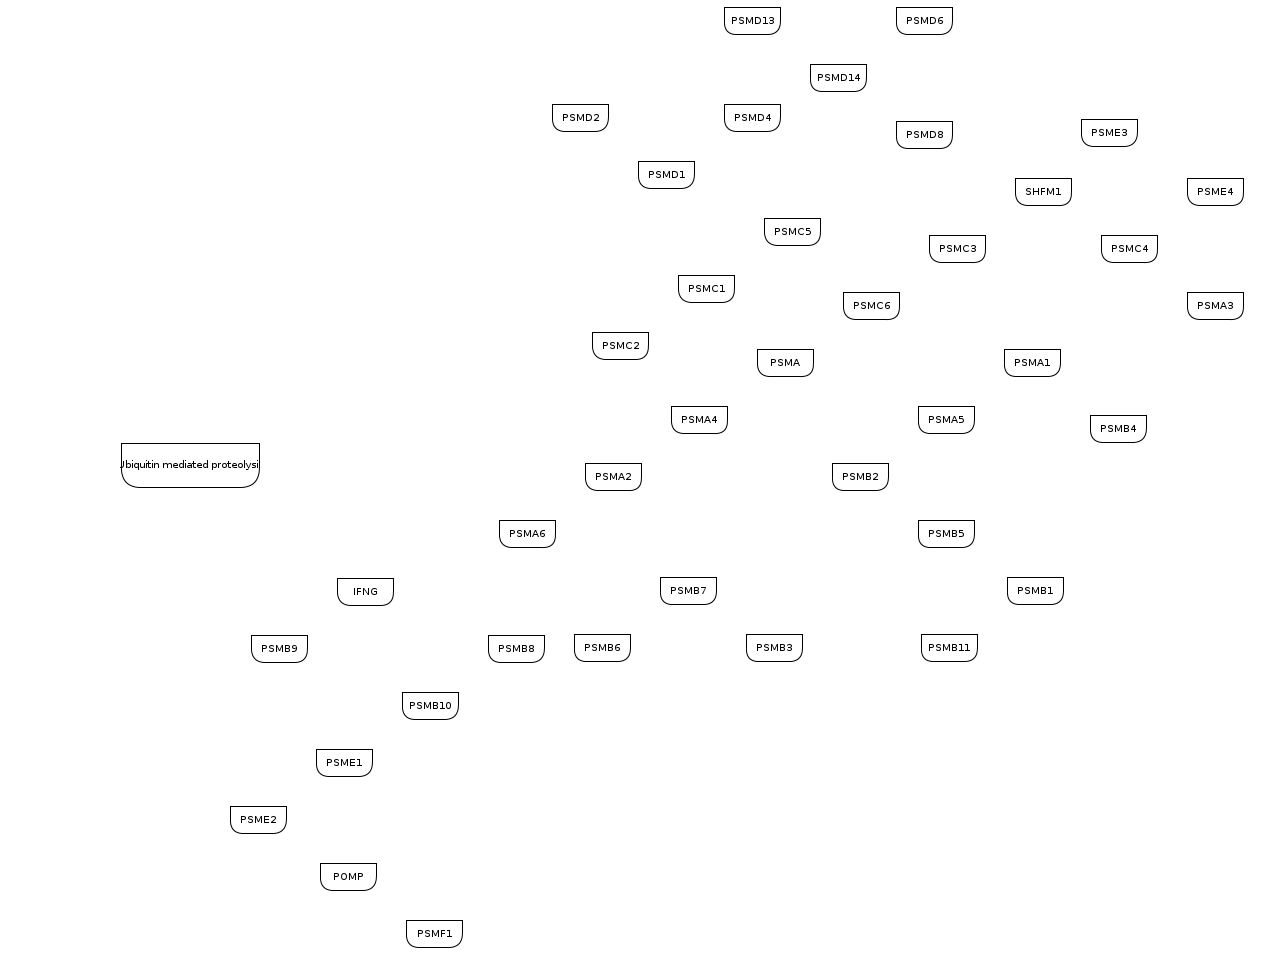 PSMD13
PSMD6
PSMD14
PSMD2
PSMD4
PSMD8
PSME3
PSMD1
SHFM1
PSME4
PSMC5
PSMC3
PSMC4
PSMC1
PSMC6
PSMA3
PSMC2
PSMA
PSMA1
PSMA4
PSMA5
PSMB4
Ubiquitin mediated proteolysi
PSMA2
PSMB2
PSMA6
PSMB5
IFNG
PSMB7
PSMB1
PSMB9
PSMB8
PSMB6
PSMB3
PSMB11
PSMB10
PSME1
PSME2
POMP
PSMF1